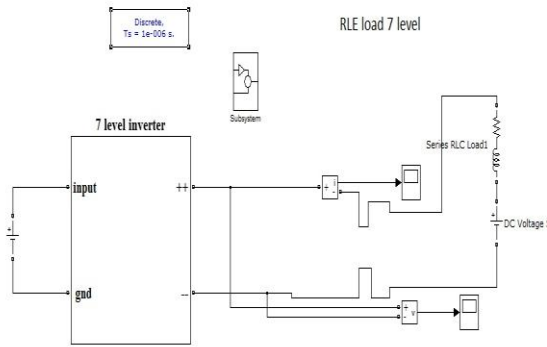 Discrete,
Ts = 1e-006 s.
RLE load 7 level
Subsystem
7 level inverter
Series RLC Load1
input
++
+
i
-
+
+
DC Voltage
gnd
--
+
-
v